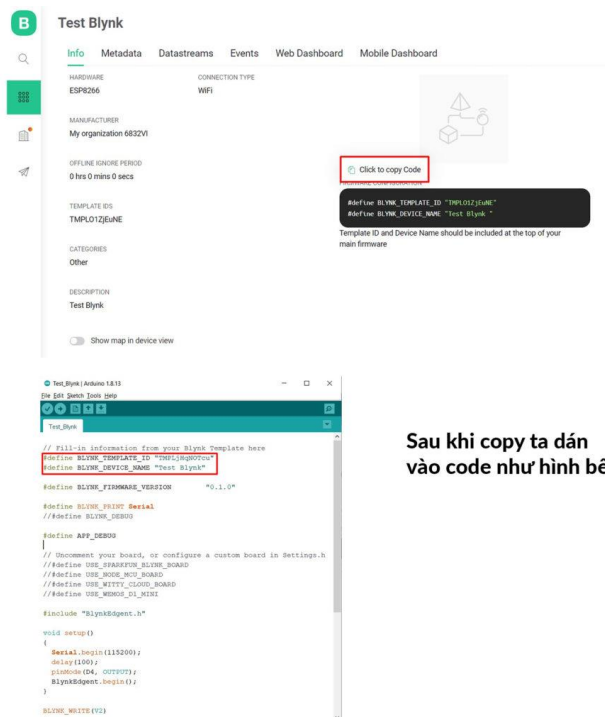 B
Test Blynk
Info Metadata Datastreams Events Web Dashboard Mobile Dashboard
HARDWARE CONNECTION TYPE
ESP8266 WiFi
MANUFACTURER
My organization 6832VI
OFFLINE IGNORE PERIOD
0 hrs 0 mins 0 secs
Click to copy Code
FIRMWARE CONFIGURATION
#define BLYNK_TEMPLATE_ID "TMPLO1ZjEuNE"
#define BLYNK_DEVICE_NAME "Test Blynk "
Template ID and Device Name should be included at the top of your
main firmware
TEMPLATE IDS
TMPLO1ZjEuNE
CATEGORIES
Other
DESCRIPTION
Test Blynk
Show map in device view
Test_Blynk | Arduino 1.8.13
File Edit Sketch Tools Help
Test_Blynk
// Fill-in information from your Blynk Template here
#define BLYNK_TEMPLATE_ID "TMPLjHqNOTcu"
#define BLYNK_DEVICE_NAME "Test Blynk"
#define BLYNK_FIRMWARE_VERSION "0.1.0"
#define BLYNK_PRINT Serial
//#define BLYNK_DEBUG
#define APP_DEBUG
// Uncomment your board, or configure a custom board in Settings.h
//#define USE_SPARKFUN_BLYNK_BOARD
//#define USE_NODE_MCU_BOARD
//#define USE_WITTY_CLOUD_BOARD
//#define USE_WEMOS_D1_MINI
#include "BlynkEdgent.h"
void setup()
{
Serial.begin(115200);
delay(100);
pinMode(D4, OUTPUT);
BlynkEdgent.begin();
}
BLYNK_WRITE(V2)
Sau khi copy ta dán
vào code như hình bê